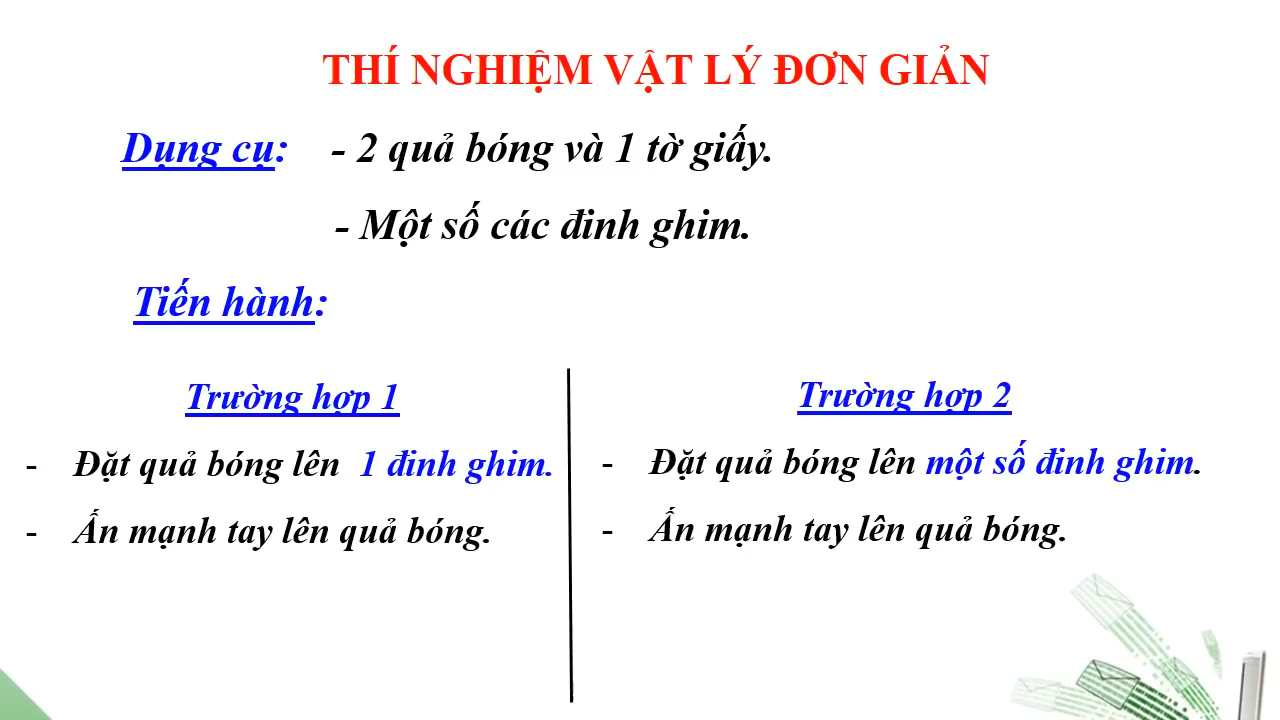 THÍ NGHIỆM VẬT LÝ ĐƠN GIẢN
Dụng cụ: - 2 quả bóng và 1 tờ giấy.
- Một số các đinh ghim.
Tiến hành:
Trường hợp 1
- Đặt quả bóng lên 1 đinh ghim.
- Ấn mạnh tay lên quả bóng.
Trường hợp 2
- Đặt quả bóng lên một số đinh ghim.
- Ấn mạnh tay lên quả bóng.